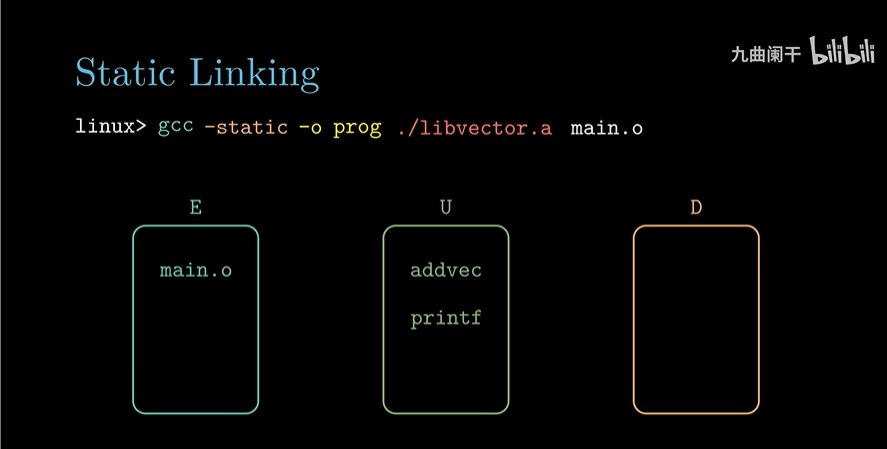 九曲阑干 bilibili
Static Linking
linux> gcc -static -o prog ./libvector.a main.o
E U D
main.o addvec
printf